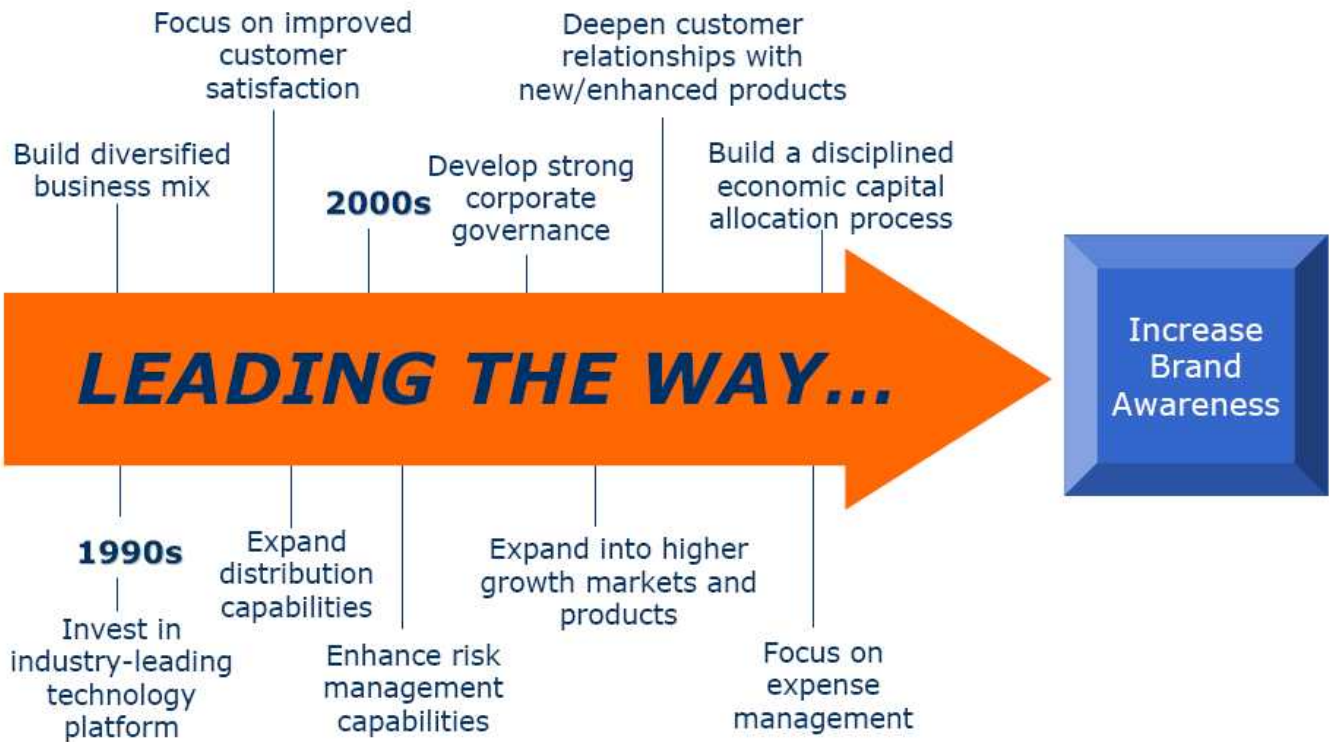 Focus on improved
customer
satisfaction
Deepen customer
relationships with
new/enhanced products
Build diversified
business mix
2000s
Develop strong
corporate
governance
Build a disciplined
economic capital
allocation process
LEADING THE WAY...
Increase
Brand
Awareness
1990s
Invest in
industry-leading
technology
platform
Expand
distribution
capabilities
Enhance risk
management
capabilities
Expand into higher
growth markets and
products
Focus on
expense
management